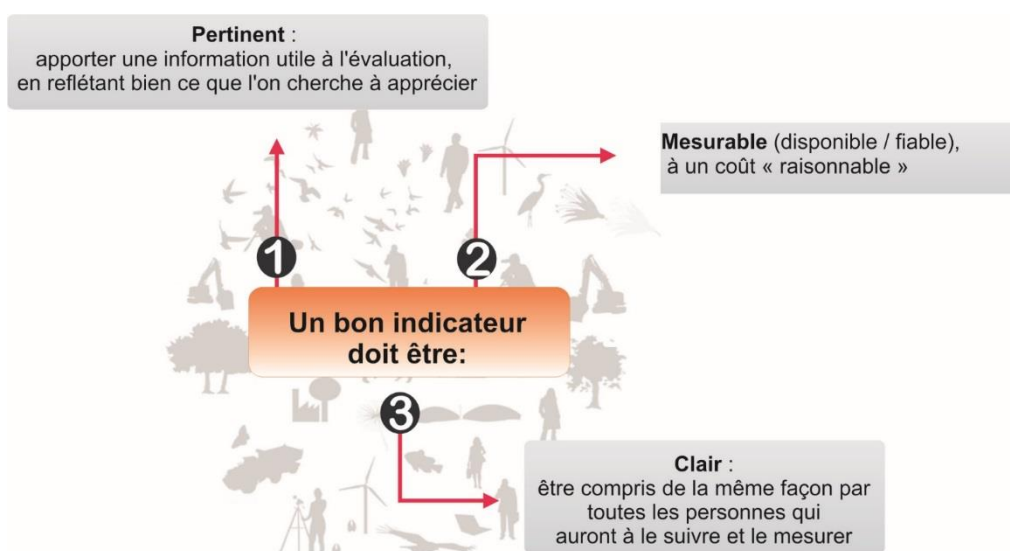 Pertinent :
apporter une information utile à l'évaluation,
en reflétant bien ce que l'on cherche à apprécier
Mesurable (disponible / fiable),
à un coût « raisonnable »
1
2
Un bon indicateur
doit être:
3
Clair :
être compris de la même façon par
toutes les personnes qui
auront à le suivre et le mesurer